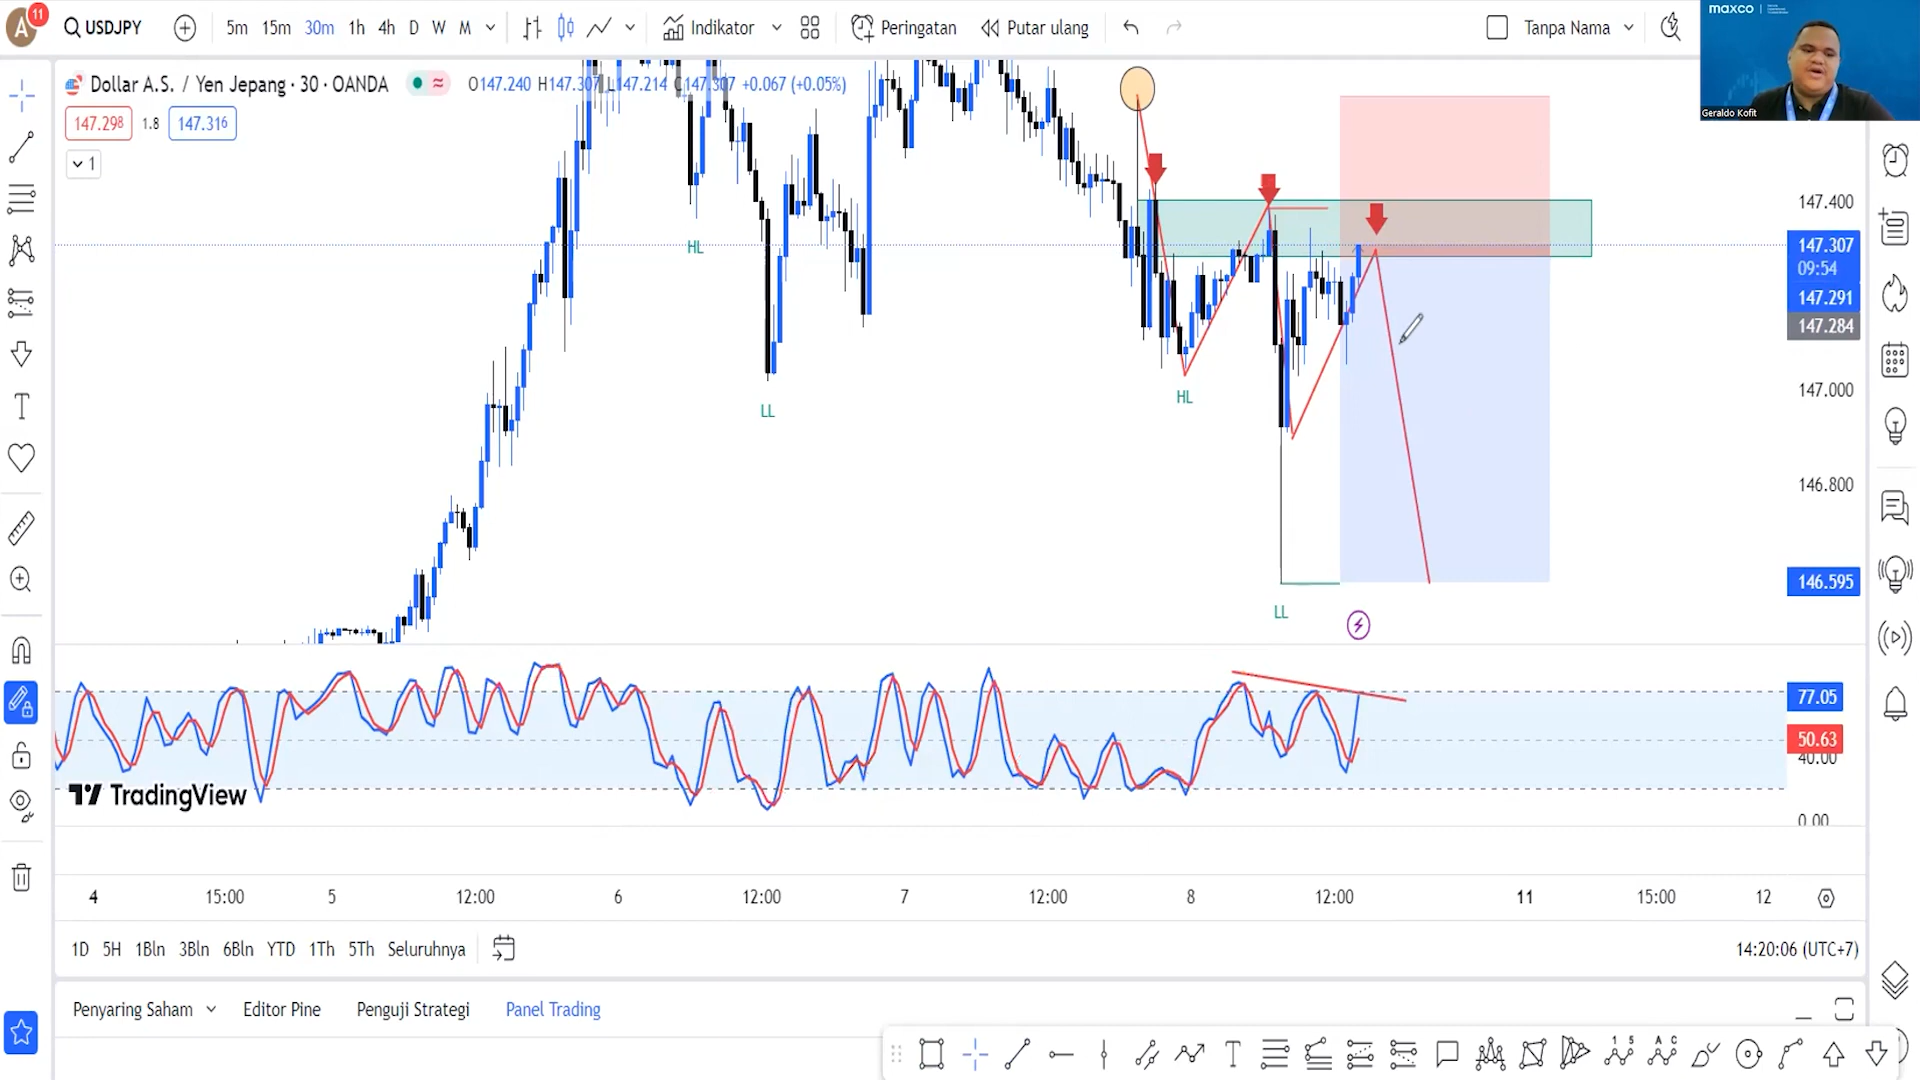 A
11
USDJPY
5m 15m 30m 1h 4h D W M
Indikator
Peringatan
Putar ulang
Tanpa Nama
maxco
Geraldo Kofit
Dollar A.S. / Yen Jepang · 30 · OANDA
O147.240 H147.307 L147.214 C147.307 +0.067 (+0.05%)
147.298 1.8 147.316
1
HL
LL
HL
LL
147.400
147.307
09:54
147.291
147.284
147.000
146.800
146.595
77.05
50.63
40.00
0.00
TradingView
4 15:00 5 12:00 6 12:00 7 12:00 8 12:00 11 15:00 12
1D 5H 1Bln 3Bln 6Bln YTD 1Th 5Th Seluruhnya
14:20:06 (UTC+7)
Penyaring Saham Editor Pine Penguji Strategi Panel Trading